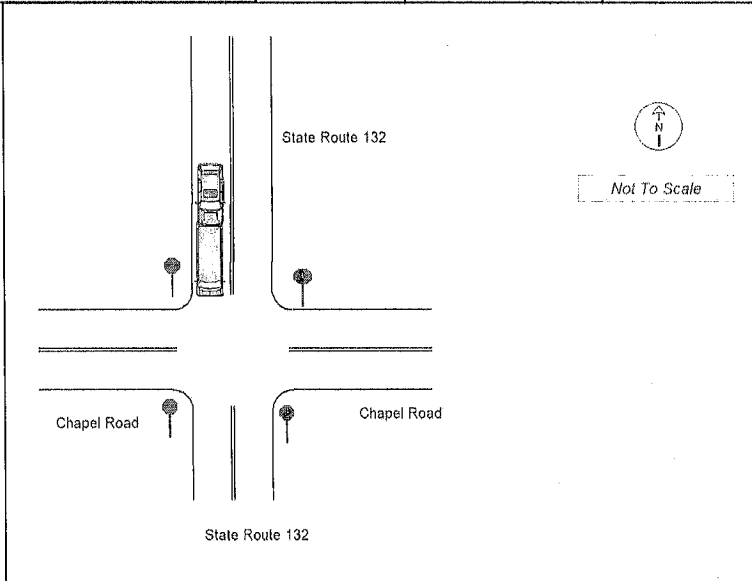 State Route 132
N
Not To Scale
Chapel Road
Chapel Road
State Route 132